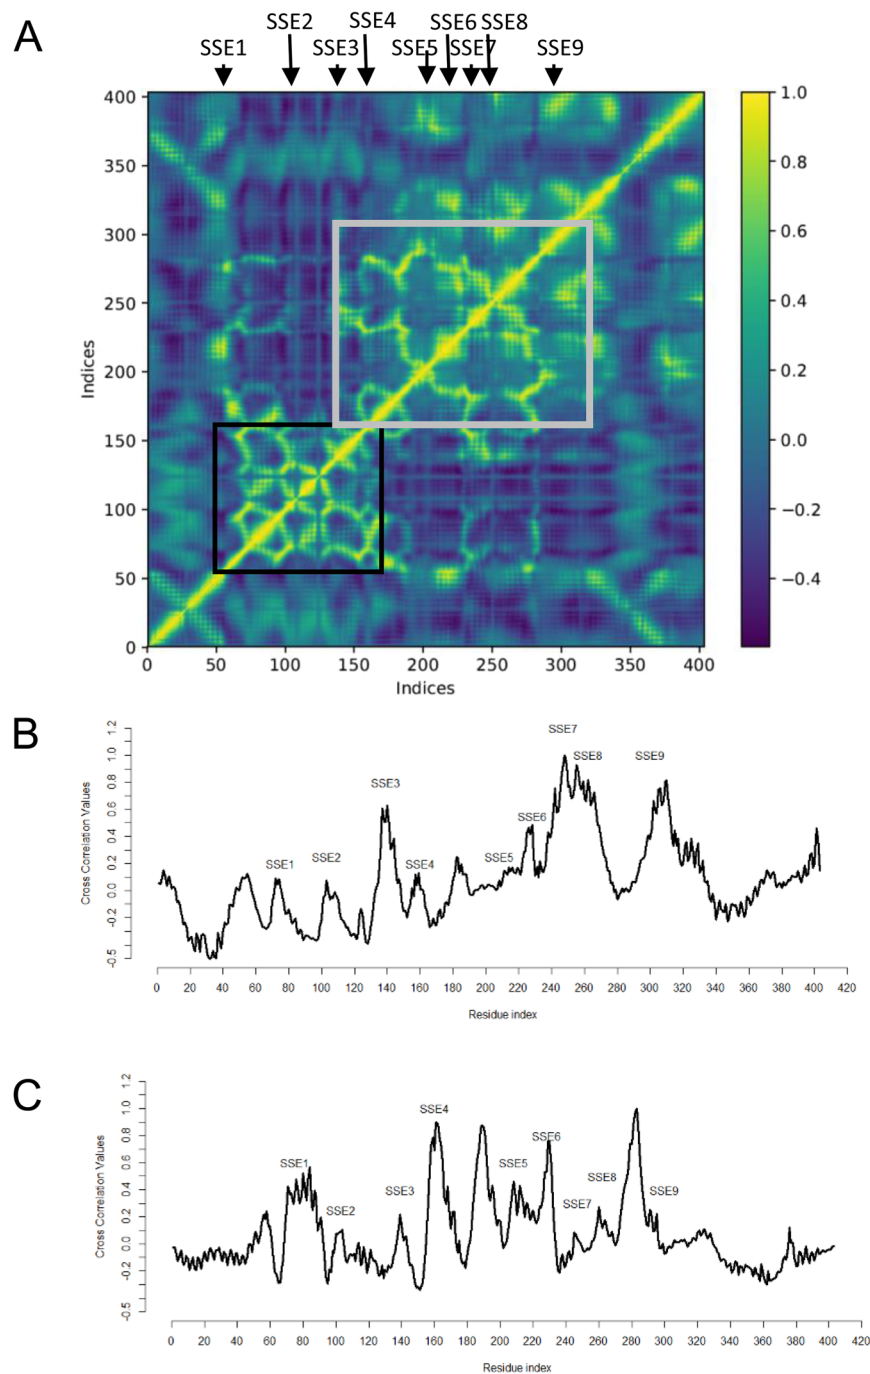 A
SSE2 SSE4 SSE6 SSE8
SSE1 SSE3 SSE5 SSE7 SSE9
400
350
300
250
200
150
100
50
0
Indices
0 50 100 150 200 250 300 350 400
Indices
1.0
0.8
0.6
0.4
0.2
0.0
−0.2
−0.4
B
1.2
1.0
0.8
0.6
0.4
0.2
0.0
-0.2
-0.5
Cross Correlation Values
SSE7
SSE8
SSE9
SSE3
SSE6
SSE1
SSE2
SSE4
SSE5
0 20 40 60 80 100 120 140 160 180 200 220 240 260 280 300 320 340 360 380 400 420
Residue index
C
1.2
1.0
0.8
0.6
0.4
0.2
0.0
-0.2
-0.5
Cross Correlation Values
SSE4
SSE6
SSE1
SSE5
SSE8
SSE3
SSE9
SSE7
SSE2
0 20 40 60 80 100 120 140 160 180 200 220 240 260 280 300 320 340 360 380 400 420
Residue index